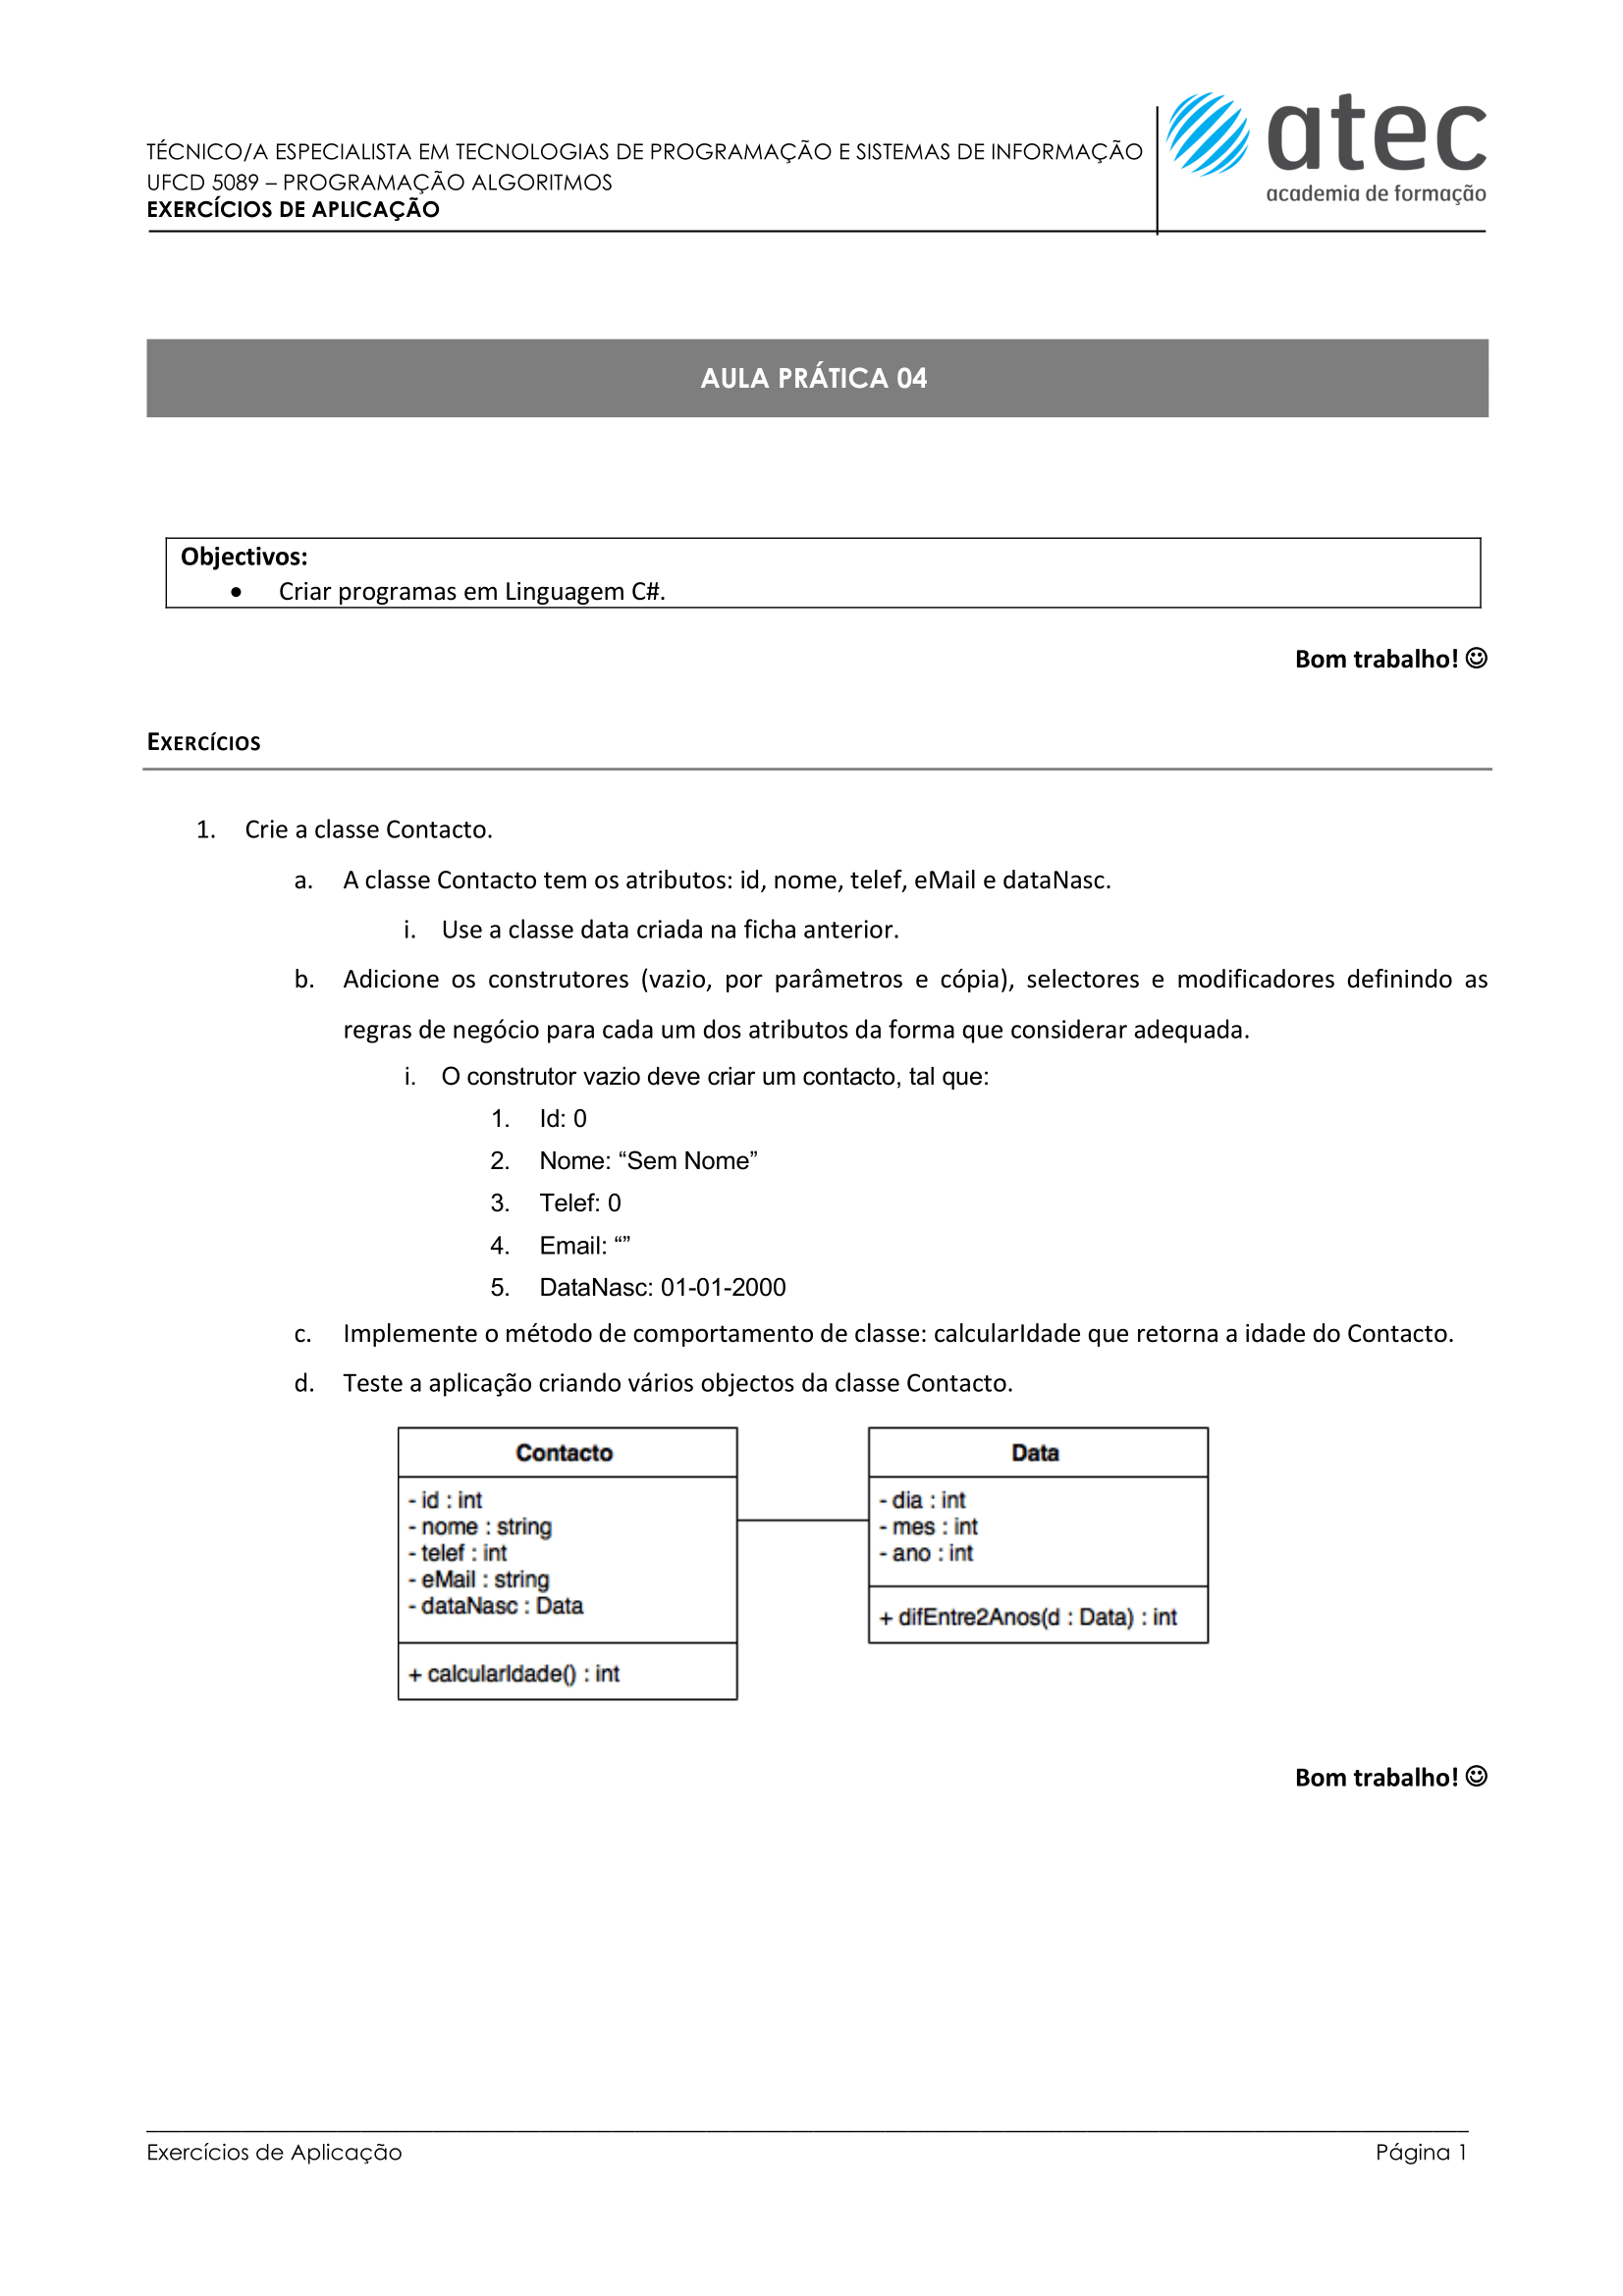 TÉCNICO/A ESPECIALISTA EM TECNOLOGIAS DE PROGRAMAÇÃO E SISTEMAS DE INFORMAÇÃO
UFCD 5089 – PROGRAMAÇÃO ALGORITMOS
EXERCÍCIOS DE APLICAÇÃO
atec
academia de formação
AULA PRÁTICA 04
Objectivos:
• Criar programas em Linguagem C#.
Bom trabalho! ☺
EXERCÍCIOS
1. Crie a classe Contacto.
a. A classe Contacto tem os atributos: id, nome, telef, eMail e dataNasc.
i. Use a classe data criada na ficha anterior.
b. Adicione os construtores (vazio, por parâmetros e cópia), selectores e modificadores definindo as
regras de negócio para cada um dos atributos da forma que considerar adequada.
i. O construtor vazio deve criar um contacto, tal que:
1. Id: 0
2. Nome: “Sem Nome”
3. Telef: 0
4. Email: “”
5. DataNasc: 01-01-2000
c. Implemente o método de comportamento de classe: calcularIdade que retorna a idade do Contacto.
d. Teste a aplicação criando vários objectos da classe Contacto.
Contacto
- id : int
- nome : string
- telef : int
- eMail : string
- dataNasc : Data
+ calcularIdade() : int
Data
- dia : int
- mes : int
- ano : int
+ difEntre2Anos(d : Data) : int
Bom trabalho! ☺
Exercícios de Aplicação
Página 1